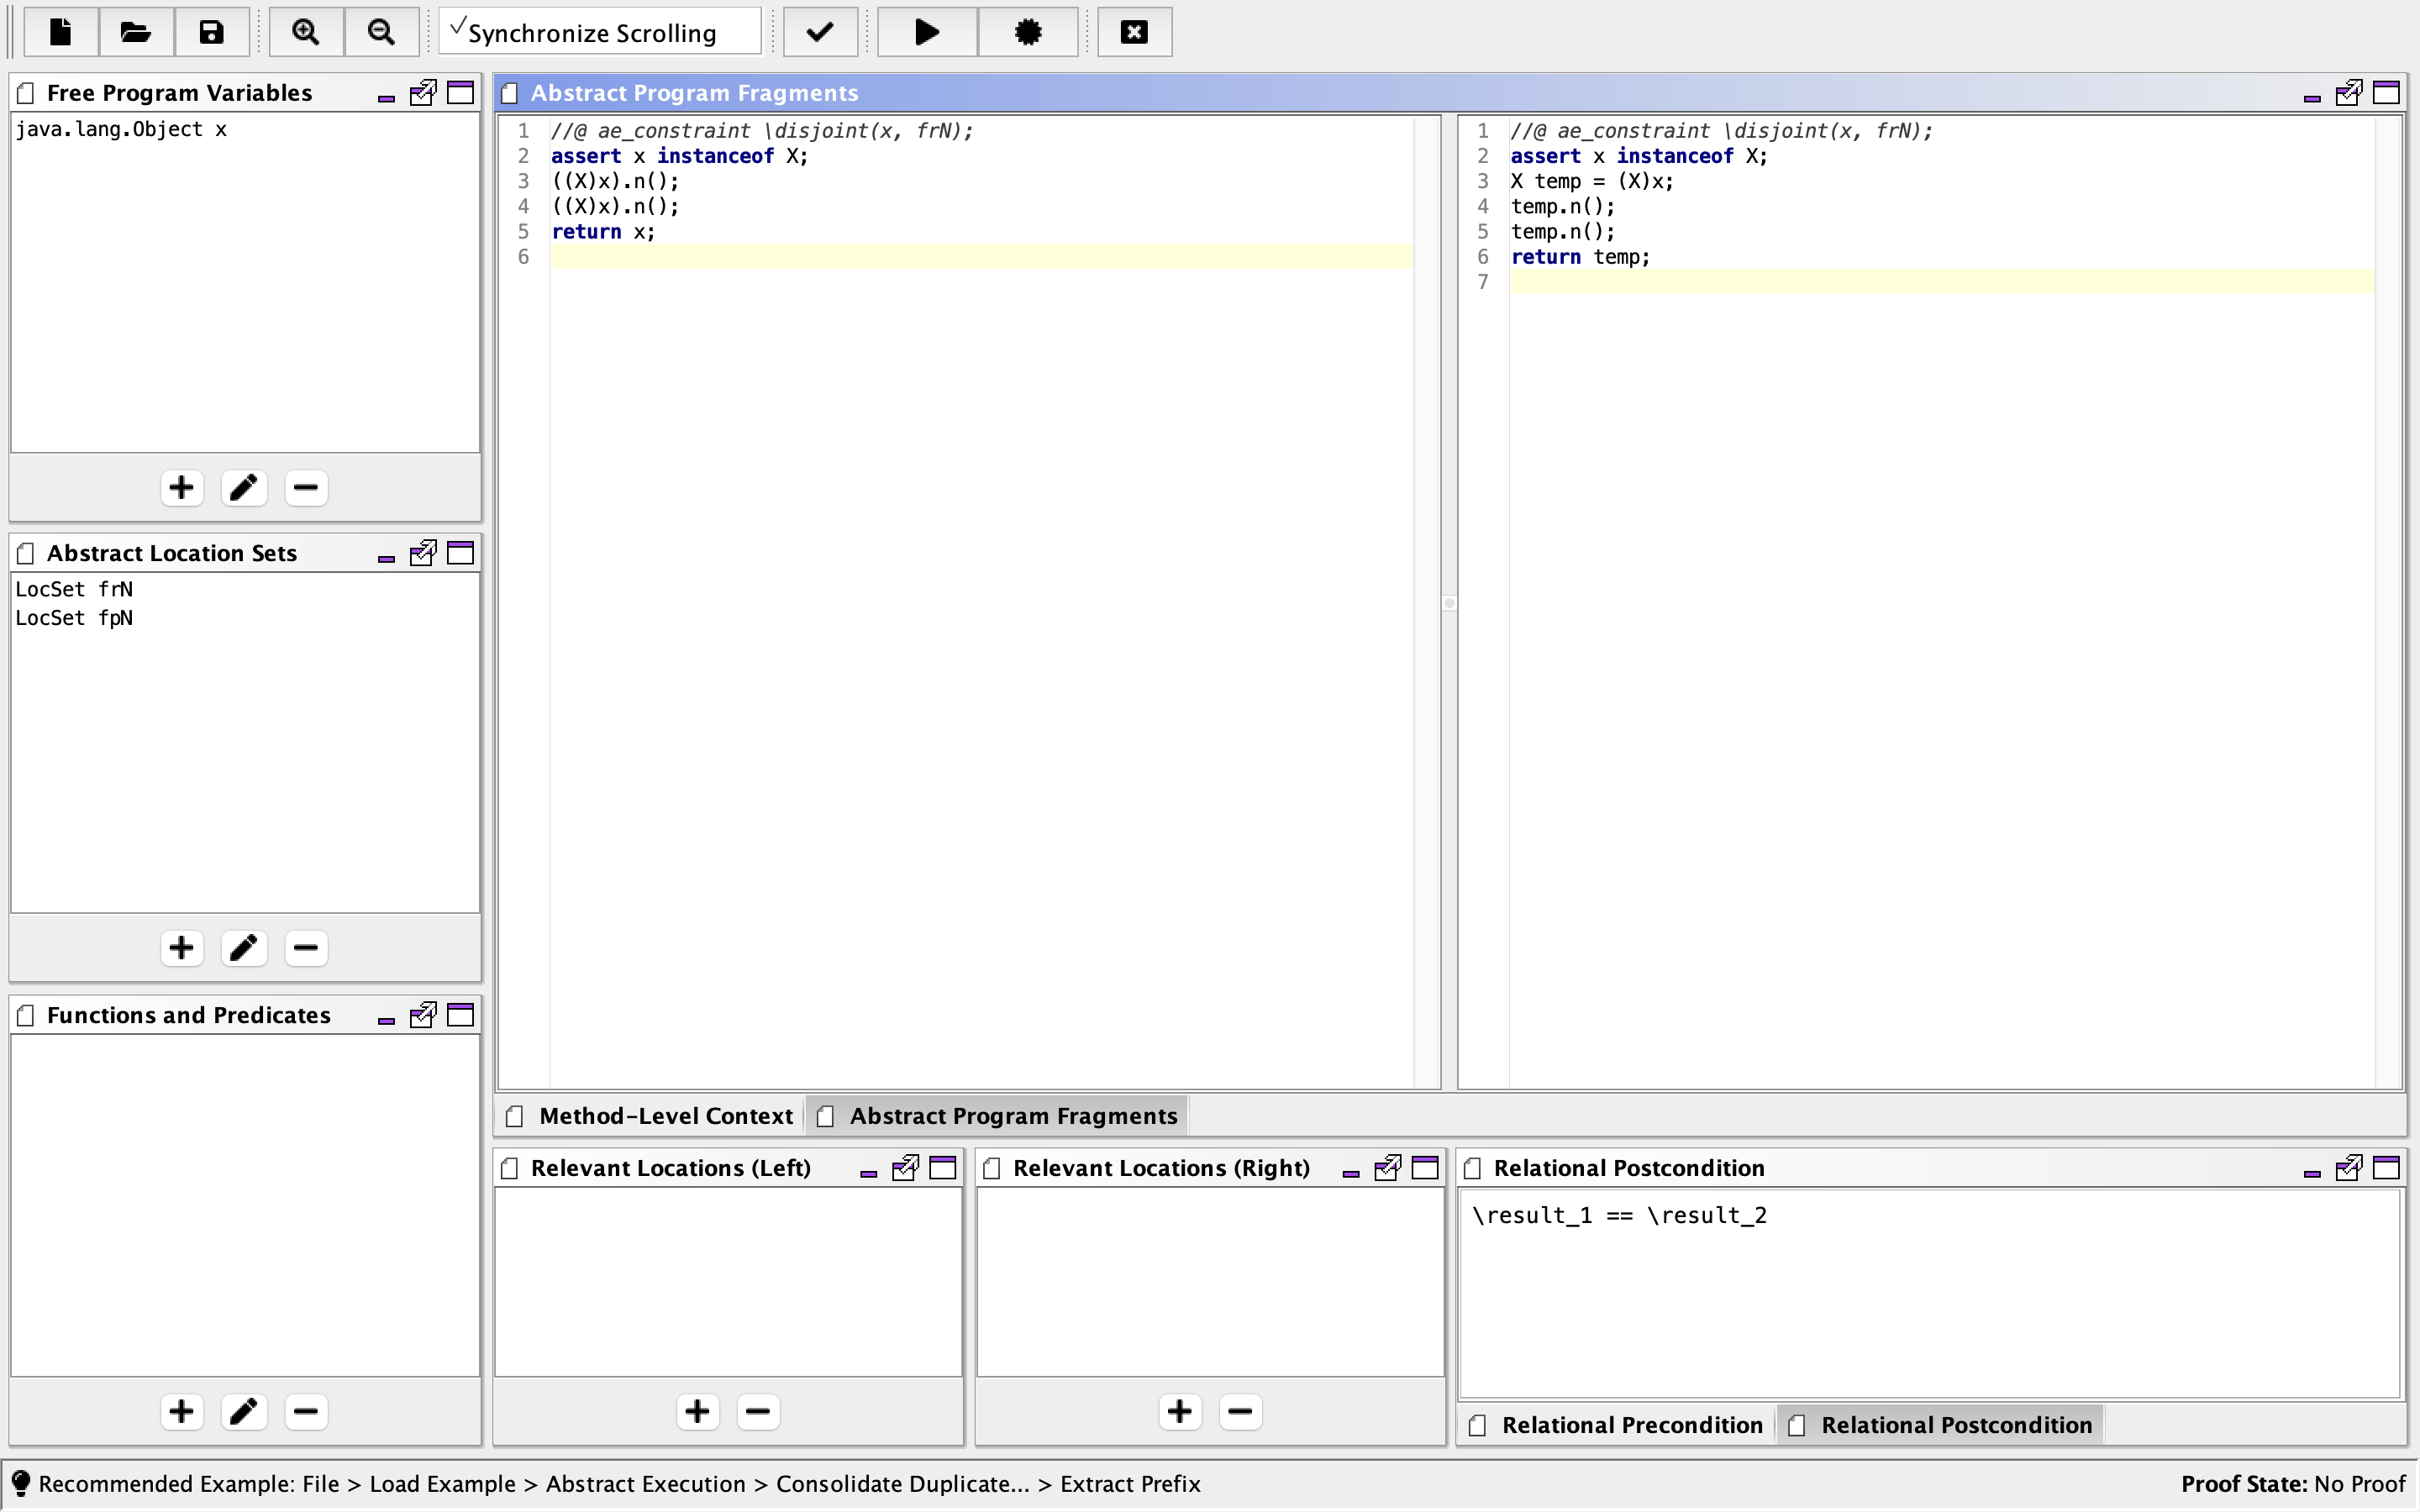 Synchronize Scrolling
Free Program Variables
java.lang.Object x
Abstract Location Sets
LocSet frN
LocSet fpN
Functions and Predicates
Abstract Program Fragments
1 //@ ae_constraint \disjoint(x, frN);
2 assert x instanceof X;
3 ((X)x).n();
4 ((X)x).n();
5 return x;
6
1 //@ ae_constraint \disjoint(x, frN);
2 assert x instanceof X;
3 X temp = (X)x;
4 temp.n();
5 temp.n();
6 return temp;
7
Method-Level Context
Abstract Program Fragments
Relevant Locations (Left)
Relevant Locations (Right)
Relational Postcondition
\result_1 == \result_2
Relational Precondition
Relational Postcondition
Recommended Example: File > Load Example > Abstract Execution > Consolidate Duplicate... > Extract Prefix
Proof State: No Proof